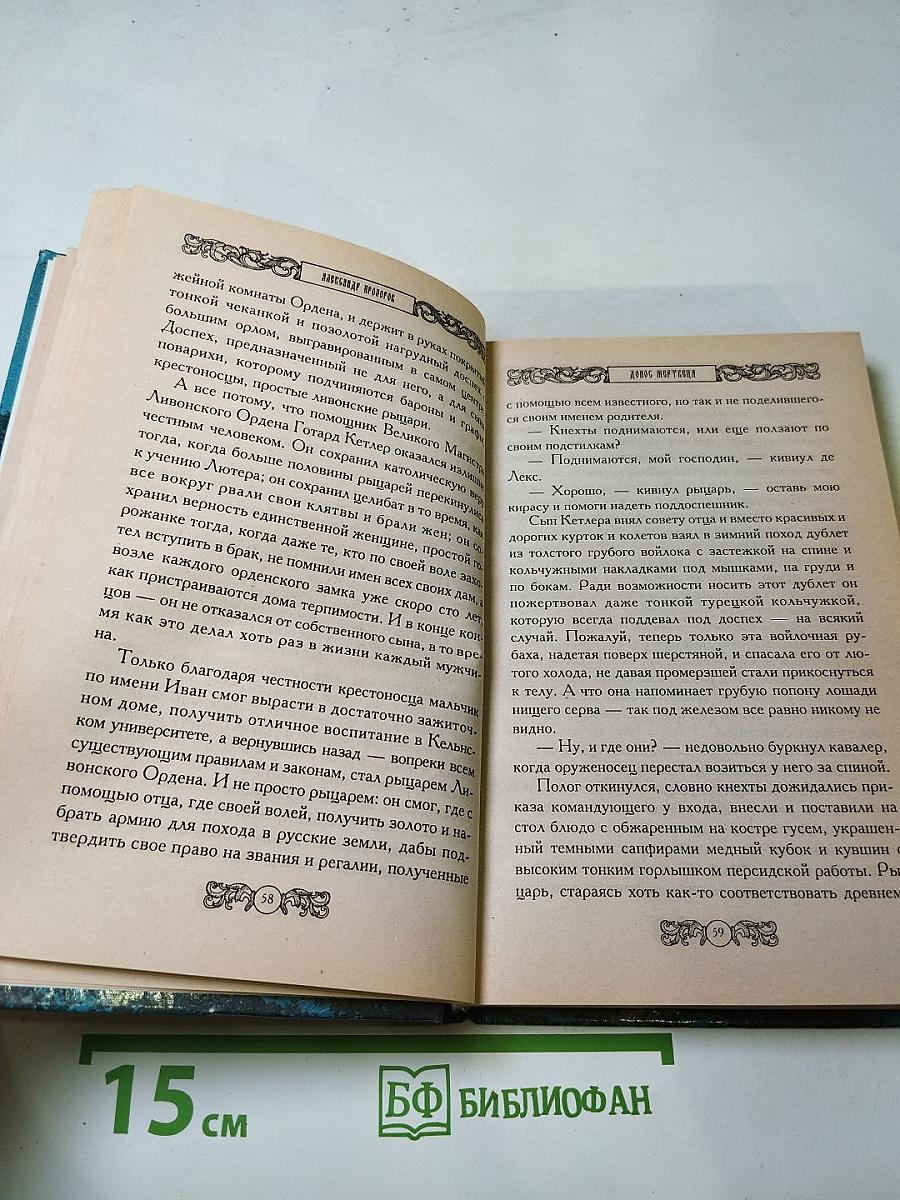 АЛЕКСАНДР ПРОЗОРОВ
жейной комнаты Ордена, и держит в руках покрытый
тонкой чеканкой и позолотой нагрудный доспех с
большим орлом, выгравированным в самом центре.
Доспех, предназначенный не для него, а для сына
поварихи, которому подчиняются бароны и графы,
крестоносцы, простые ливонские рыцари.
А все потому, что помощник Великого Магистра
Ливонского Ордена Готард Кетлер оказался излишне
честным человеком. Он сохранил католическую веру
тогда, когда больше половины рыцарей перекинулись
к учению Лютера; он сохранил целибат в то время, как
все вокруг рвали свои клятвы и брали жен; он со-
хранил верность единственной женщине, простой го-
рожанке тогда, когда даже те, кто по своей воле захо-
тел вступить в брак, не помнили имен всех своих дам, а
возле каждого орденского замка уже скоро сто лет,
как пристраиваются дома терпимости. И в конце кон-
цов — он не отказался от собственного сына, в то вре-
мя как это делал хоть раз в жизни каждый мужчи-
на.
Только благодаря честности крестоносца мальчик
по имени Иван смог вырасти в достаточно зажиточ-
ном доме, получить отличное воспитание в Кельнс-
ком университете, а вернувшись назад — вопреки всем
существующим правилам и законам, стал рыцарем Ли-
вонского Ордена. И не просто рыцарем: он смог, где с
помощью отца, где своей волей, получить золото и на-
брать армию для похода в русские земли, дабы под-
твердить свое право на звания и регалии, полученные
58
ДОНОС МЕРТВЕЦА
с помощью всем известного, но так и не поделившего-
ся своим именем родителя.
— Кнехты поднимаются, или еще ползают по
своим подстилкам?
— Поднимаются, мой господин, — кивнул де
Лекс.
— Хорошо, — кивнул рыцарь, — оставь мою
кирасу и помоги надеть поддоспешник.
Сын Кетлера внял совету отца и вместо красивых и
дорогих курток и колетов взял в зимний поход дублет
из толстого грубого войлока с застежкой на спине и
кольчужными накладками под мышками, на груди и
по бокам. Ради возможности носить этот дублет он
пожертвовал даже тонкой турецкой кольчужкой,
которую всегда поддевал под доспех — на всякий
случай. Пожалуй, теперь только эта войлочная ру-
баха, надетая поверх шерстяной, и спасала его от лю-
того холода, не давая промерзшей стали прикоснуться
к телу. А что она напоминает грубую попону лошади
нищего серва — так под железом все равно никому не
видно.
— Ну, и где они? — недовольно буркнул кавалер,
когда оруженосец перестал возиться у него за спиной.
Полог откинулся, словно кнехты дожидались при-
каза командующего у входа, внесли и поставили на
стол блюдо с обжаренным на костре гусем, украшен-
ный темными сапфирами медный кубок и кувшин с
высоким тонким горлышком персидской работы. Ры-
царь, стараясь хоть как-то соответствовать древнем
59
15 см
БФ БИБЛИОФАН